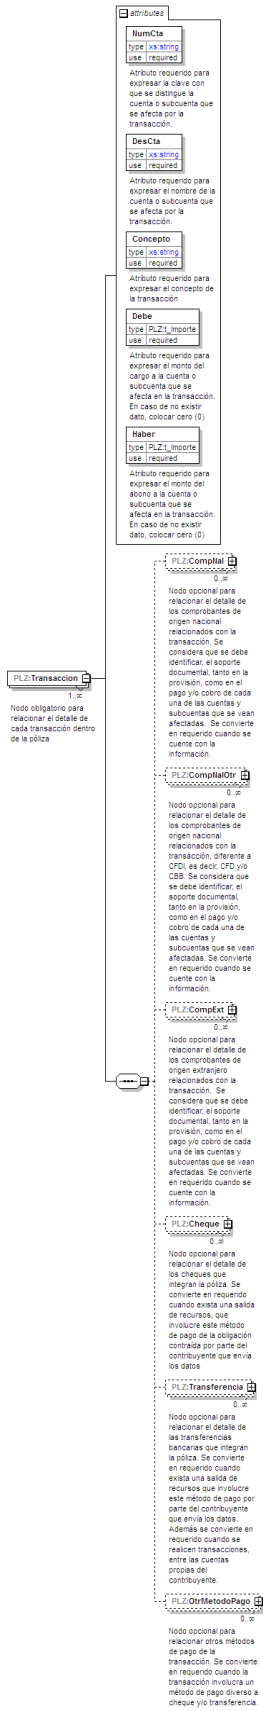 attributes
NumCta
type xs:string
use required
Atributo requerido para
expresar la clave con
que se distingue la
cuenta o subcuenta que
se afecta por la
transacción.
DesCta
type xs:string
use required
Atributo requerido para
expresar el nombre de la
cuenta o subcuenta que
se afecta por la
transacción.
Concepto
type xs:string
use required
Atributo requerido para
expresar el concepto de
la transacción
Debe
type PLZ:t_Importe
use required
Atributo requerido para
expresar el monto del
cargo a la cuenta o
subcuenta que se
afecta en la transacción.
En caso de no existir
dato, colocar cero (0)
Haber
type PLZ:t_Importe
use required
Atributo requerido para
expresar el monto del
abono a la cuenta o
subcuenta que se
afecta en la transacción.
En caso de no existir
dato, colocar cero (0)
PLZ:Transaccion
1..∞
Nodo obligatorio para
relacionar el detalle de
cada transacción dentro
de la póliza
PLZ:CompNal
0..∞
Nodo opcional para
relacionar el detalle de
los comprobantes de
origen nacional
relacionados con la
transacción. Se
considera que se debe
identificar, el soporte
documental, tanto en la
provisión, como en el
pago y/o cobro de cada
una de las cuentas y
subcuentas que se vean
afectadas. Se convierte
en requerido cuando se
cuente con la
información.
PLZ:CompNalOtr
0..∞
Nodo opcional para
relacionar el detalle de
los comprobantes de
origen nacional
relacionados con la
transacción, diferente a
CFDI, es decir, CFD y/o
CBB. Se considera que
se debe identificar, el
soporte documental,
tanto en la provisión,
como en el pago y/o
cobro de cada una de
las cuentas y
subcuentas que se vean
afectadas. Se convierte
en requerido cuando se
cuente con la
información.
PLZ:CompExt
0..∞
Nodo opcional para
relacionar el detalle de
los comprobantes de
origen extranjero
relacionados con la
transacción. Se
considera que se debe
identificar, el soporte
documental, tanto en la
provisión, como en el
pago y/o cobro de cada
una de las cuentas y
subcuentas que se vean
afectadas. Se convierte
en requerido cuando se
cuente con la
información.
PLZ:Cheque
0..∞
Nodo opcional para
relacionar el detalle de
los cheques que
integran la póliza. Se
convierte en requerido
cuando exista una salida
de recursos, que
involucre este método
de pago de la obligación
contraída por parte del
contribuyente que envía
los datos
PLZ:Transferencia
0..∞
Nodo opcional para
relacionar el detalle de
las transferencias
bancarias que integran
la póliza. Se convierte
en requerido cuando
exista una salida de
recursos que involucre
este método de pago por
parte del contribuyente
que envía los datos.
Además se convierte en
requerido cuando se
realicen transacciones,
entre las cuentas
propias del
contribuyente.
PLZ:OtrMetodoPago
0..∞
Nodo opcional para
relacionar otros métodos
de pago de la
transacción. Se convierte
en requerido cuando la
transacción involucra un
método de pago diverso a
cheque y/o transferencia.